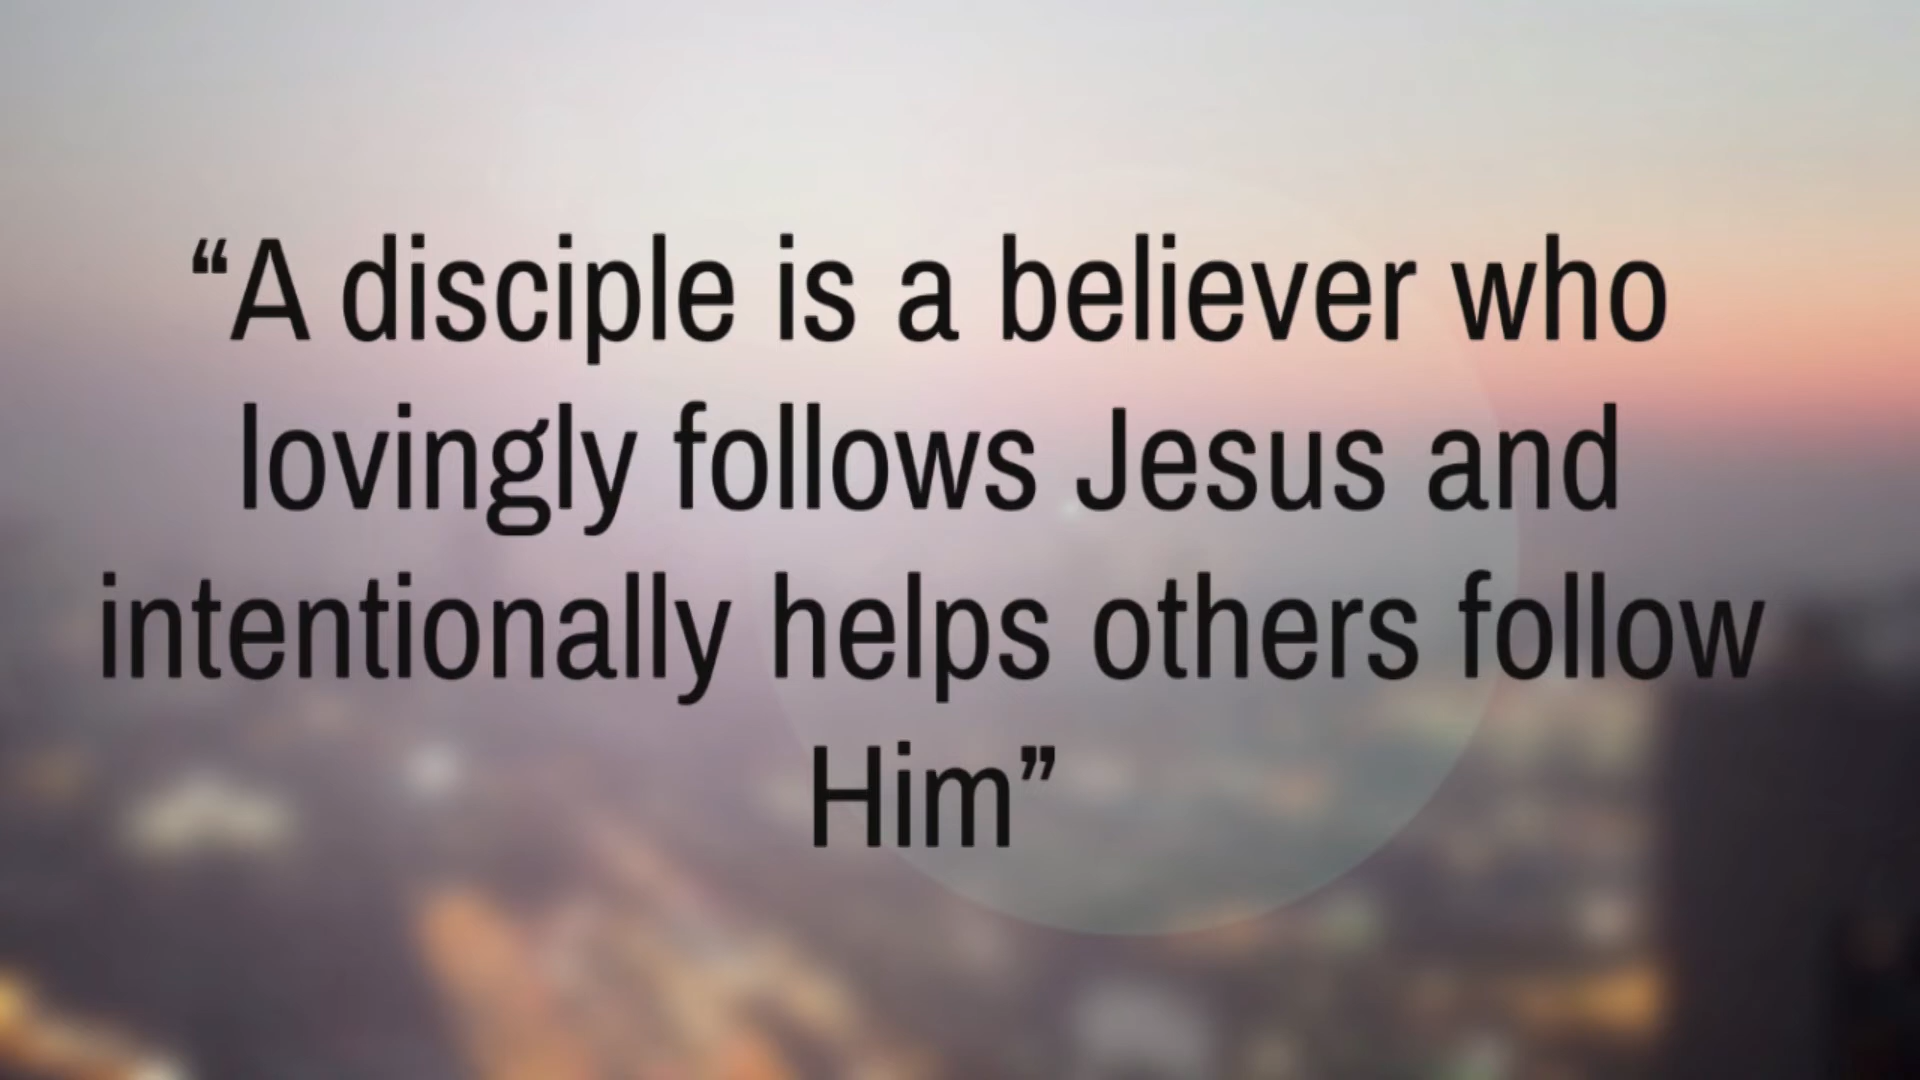 “A disciple is a believer who
lovingly follows Jesus and
intentionally helps others follow
Him”